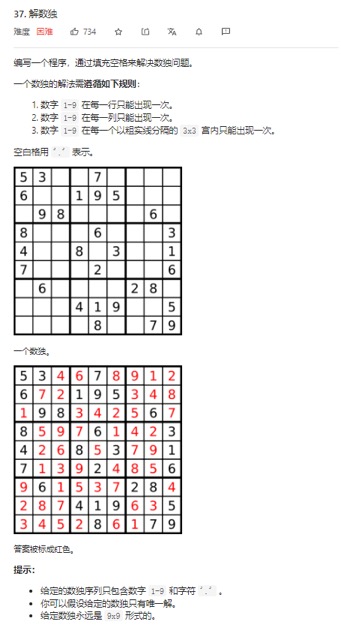 37. 解数独
难度 困难 734
编写一个程序，通过填充空格来解决数独问题。
一个数独的解法需遵循如下规则：
1. 数字 1-9 在每一行只能出现一次。
2. 数字 1-9 在每一列只能出现一次。
3. 数字 1-9 在每一个以粗实线分隔的 3x3 宫内只能出现一次。
空白格用 '.' 表示。
5 3 7
6 1 9 5
9 8 6
8 6 3
4 8 3 1
7 2 6
6 2 8
4 1 9 5
8 7 9
一个数独。
5 3 4 6 7 8 9 1 2
6 7 2 1 9 5 3 4 8
1 9 8 3 4 2 5 6 7
8 5 9 7 6 1 4 2 3
4 2 6 8 5 3 7 9 1
7 1 3 9 2 4 8 5 6
9 6 1 5 3 7 2 8 4
2 8 7 4 1 9 6 3 5
3 4 5 2 8 6 1 7 9
答案被标成红色。
提示：
• 给定的数独序列只包含数字 1-9 和字符 '.' 。
• 你可以假设给定的数独只有唯一解。
• 给定数独永远是 9x9 形式的。